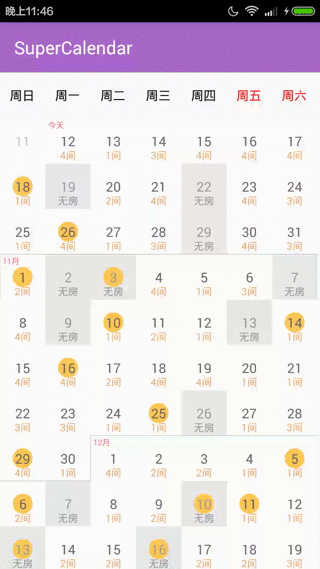 晚上11:46
SuperCalendar
周日 周一 周二 周三 周四 周五 周六
今天
11 12 13 14 15 16 17
4间 1间 3间 4间 4间 4间
18 19 20 21 22 23 24
1间 无房 2间 4间 无房 4间 3间
25 26 27 28 29 30 31
1间 4间 1间 3间 无房 4间 3间
11月
1 2 3 4 5 6 7
2间 无房 无房 4间 1间 3间 无房
8 9 10 11 12 13 14
4间 无房 1间 2间 1间 无房 1间
15 16 17 18 19 20 21
4间 4间 1间 4间 2间 1间 4间
22 23 24 25 26 27 28
3间 3间 1间 1间 无房 1间 3间
12月
29 30 1 2 3 4 5
4间 1间 4间 2间 2间 4间 1间
6 7 8 9 10 11 12
2间 无房 1间 2间 无房 1间 2间
13 14 15 16 17 18 19
无房 2间 1间 无房 2间 2间 2间